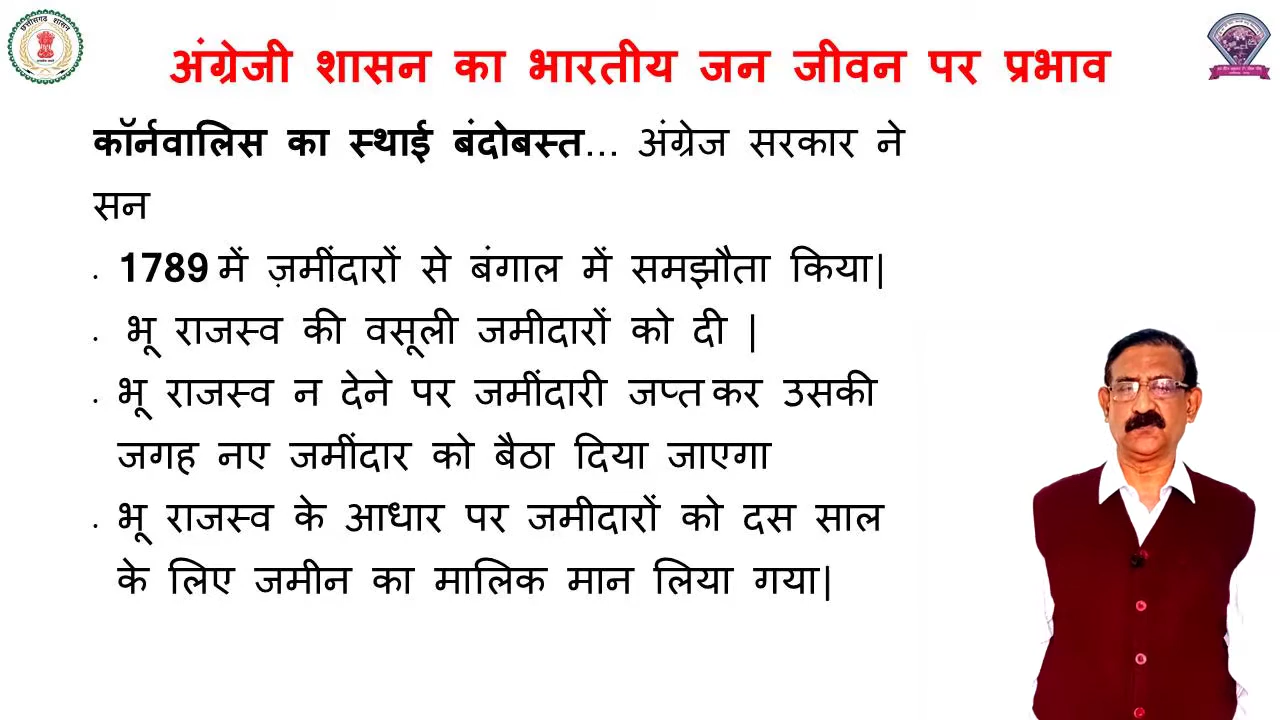 अंग्रेजी शासन का भारतीय जन जीवन पर प्रभाव
कॉर्नवालिस का स्थाई बंदोबस्त... अंग्रेज सरकार ने
सन
• 1789 में ज़मींदारों से बंगाल में समझौता किया|
• भू राजस्व की वसूली जमीदारों को दी |
• भू राजस्व न देने पर जमींदारी जप्त कर उसकी
जगह नए जमींदार को बैठा दिया जाएगा
• भू राजस्व के आधार पर जमीदारों को दस साल
के लिए जमीन का मालिक मान लिया गया|